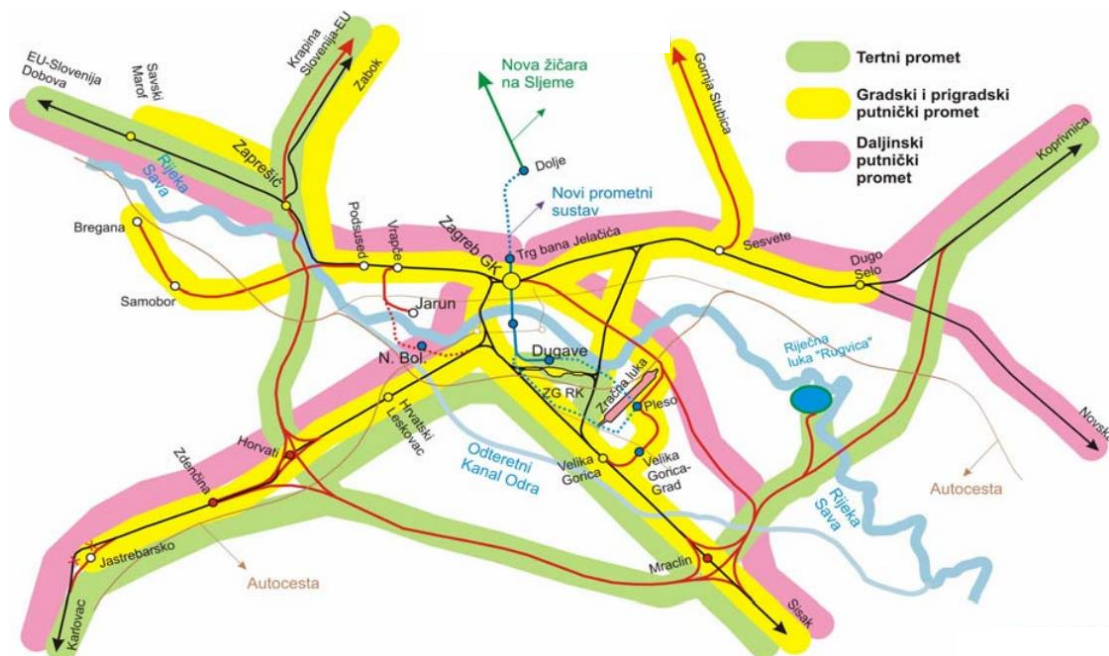 EU-Slovenija
Dobova
Savski
Marof
Krapina
Slovenija-EU
Zabok
Nova žičara
na Sljeme
Gornja Stubica
Tertni promet
Gradski i prigradski
putnički promet
Daljinski
putnički
promet
Koprivnica
Zaprešić
Rijeka
Sava
Dolje
Novi prometni
sustav
Bregana
Podsused
Vrapče
Zagreb GK
Trg bana Jelačića
Sesvete
Dugo
Selo
Samobor
Jarun
N. Bol.
Dugave
ZG RK
Zračna luka
Pleso
Riječna
luka "Rugvica"
Novska
Hrvatski
Leskovac
Horvati
Zdenčina
Odteretni
Kanal Odra
Velika
Gorica
Velika
Gorica-
Grad
Autocesta
Rijeka
Sava
Jastrebarsko
Autocesta
Mraclin
Karlovac
Sisak